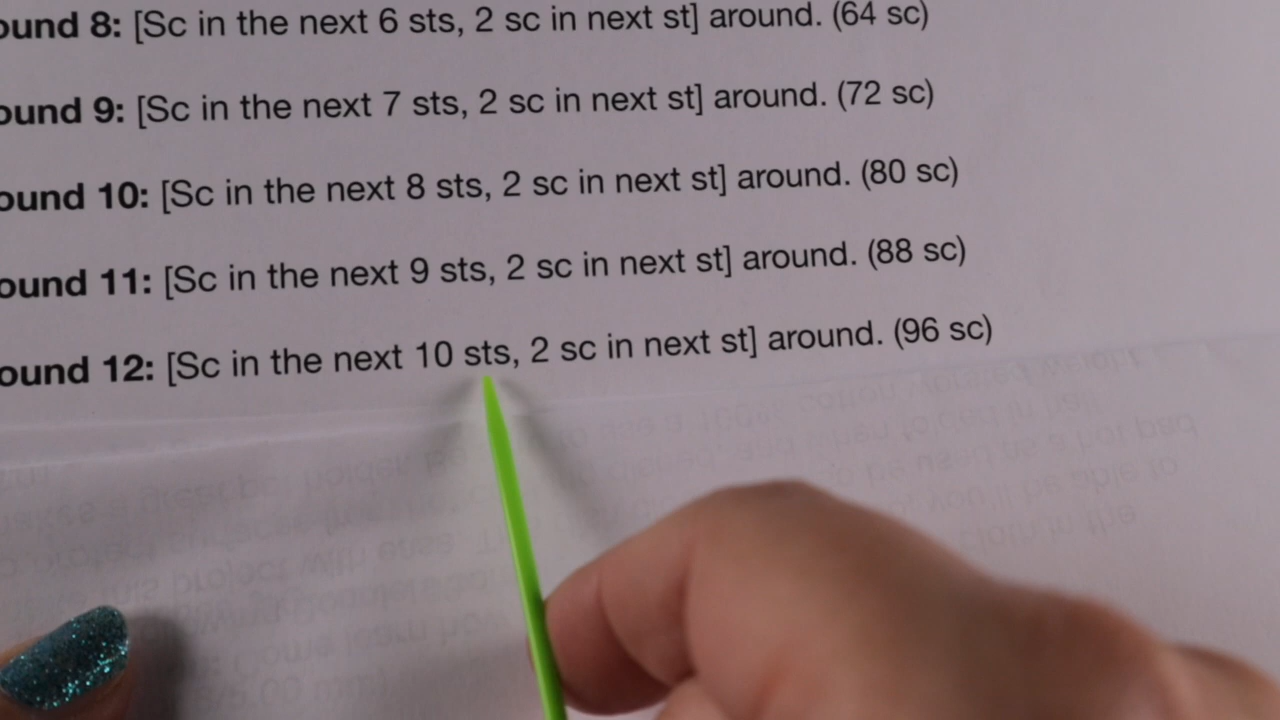 ound 8: [Sc in the next 6 sts, 2 sc in next st] around. (64 sc)
ound 9: [Sc in the next 7 sts, 2 sc in next st] around. (72 sc)
ound 10: [Sc in the next 8 sts, 2 sc in next st] around. (80 sc)
ound 11: [Sc in the next 9 sts, 2 sc in next st] around. (88 sc)
ound 12: [Sc in the next 10 sts, 2 sc in next st] around. (96 sc)